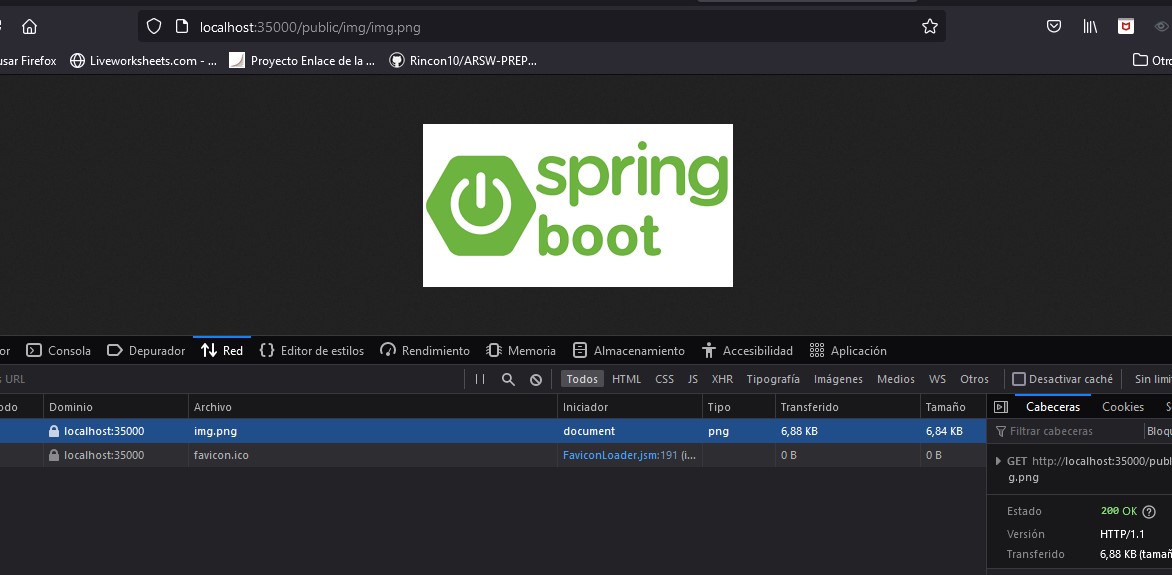 localhost:35000/public/img/img.png
usar Firefox Liveworksheets.com - ... Proyecto Enlace de la ... Rincon10/ARSW-PREP... Otro
spring
boot
or Consola Depurador Red Editor de estilos Rendimiento Memoria Almacenamiento Accesibilidad Aplicación
URL Todos HTML CSS JS XHR Tipografía Imágenes Medios WS Otros Desactivar caché Sin limi
odo Dominio Archivo Iniciador Tipo Transferido Tamaño Cabeceras Cookies S
localhost:35000 img.png document png 6,88 KB 6,84 KB Filtrar cabeceras Bloqu
localhost:35000 favicon.ico FaviconLoader.jsm:191 (i... 0 B 0 B
GET http://localhost:35000/publ
g.png
Estado 200 OK
Versión HTTP/1.1
Transferido 6,88 KB (tamañ